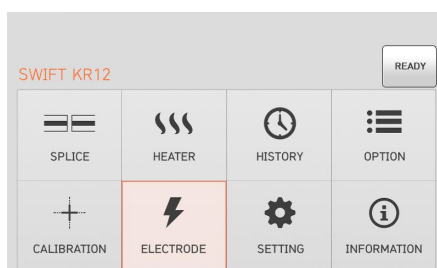 READY
SWIFT KR12
SPLICE HEATER HISTORY OPTION
CALIBRATION ELECTRODE SETTING INFORMATION